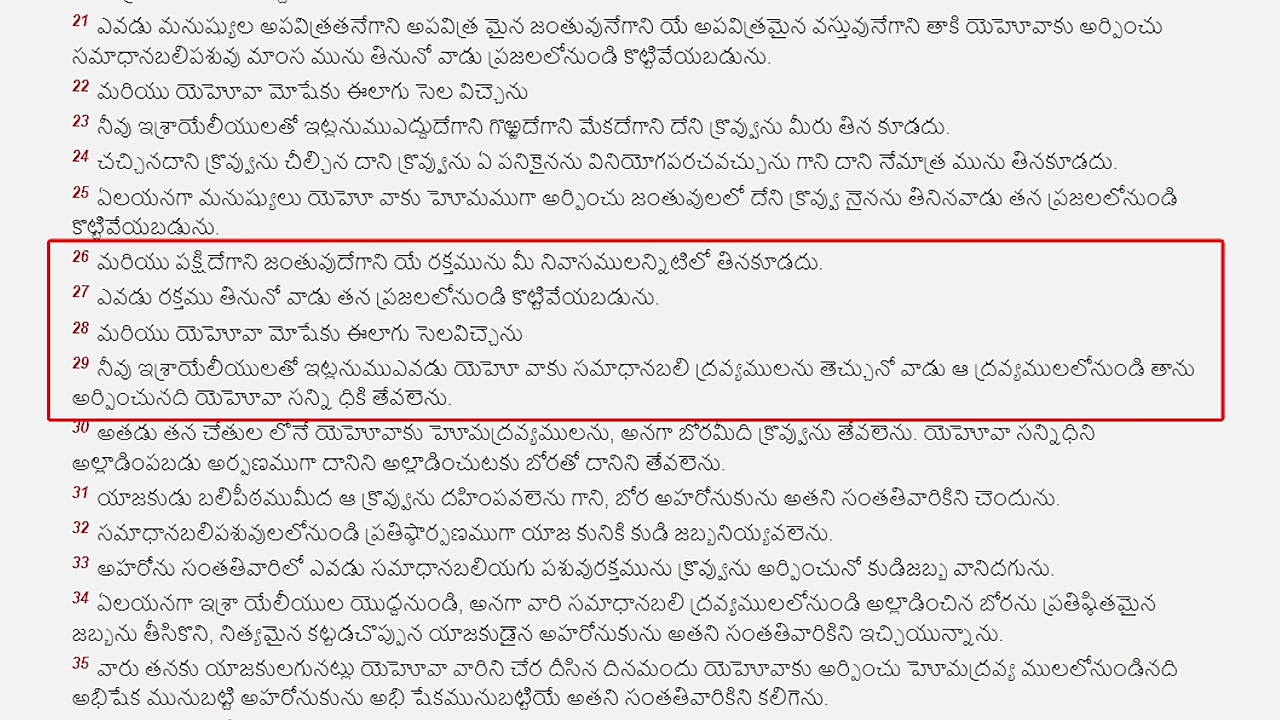 21 ఎవడు మనుష్యుల అపవిత్రతనేగాని అపవిత్ర మైన జంతువునేగాని యే అపవిత్రమైన వస్తువునేగాని తాకి యెహోవాకు అర్పించు
సమాధానబలిపశువు మాంస మును తినునో వాడు ప్రజలలోనుండి కొట్టివేయబడును.
22 మరియు యెహోవా మోషేకు ఈలాగు సెల విచ్చెను
23 నీవు ఇశ్రాయేలీయులతో ఇట్లనుముఎద్దుదేగాని గొఱ్ఱదేగాని మేకదేగాని దేని క్రొవ్వును మీరు తిన కూడదు.
24 చచ్చినదాని క్రొవ్వును చీల్చిన దాని క్రొవ్వును ఏ పనికైనను వినియోగపరచవచ్చును గాని దాని నేమాత్ర మును తినకూడదు.
25 ఏలయనగా మనుష్యులు యెహో వాకు హోమముగా అర్పించు జంతువులలో దేని క్రొవ్వు నైనను తినినవాడు తన ప్రజలలోనుండి
కొట్టివేయబడును.
26 మరియు పక్షిదేగాని జంతువుదేగాని యే రక్తమును మీ నివాసములన్నిటిలో తినకూడదు.
27 ఎవడు రక్తము తినునో వాడు తన ప్రజలలోనుండి కొట్టివేయబడును.
28 మరియు యెహోవా మోషేకు ఈలాగు సెలవిచ్చెను
29 నీవు ఇశ్రాయేలీయులతో ఇట్లనుముఎవడు యెహో వాకు సమాధానబలి ద్రవ్యములను తెచ్చునో వాడు ఆ ద్రవ్యములలోనుండి తాను
అర్పించునది యెహోవా సన్ని ధికి తేవలెను.
30 అతడు తన చేతుల లోనే యెహోవాకు హోమద్రవ్యములను, అనగా బోరమీది క్రొవ్వును తేవలెను. యెహోవా సన్నిధిని
అల్లాడింపబడు అర్పణముగా దానిని అల్లాడించుటకు బోరతో దానిని తేవలెను.
31 యాజకుడు బలిపీఠముమీద ఆ క్రొవ్వును దహింపవలెను గాని, బోర అహరోనుకును అతని సంతతివారికిని చెందును.
32 సమాధానబలిపశువులలోనుండి ప్రతిష్ఠార్పణముగా యాజ కునికి కుడి జబ్బనియ్యవలెను.
33 అహరోను సంతతివారిలో ఎవడు సమాధానబలియగు పశువురక్తమును క్రొవ్వును అర్పించునో కుడిజబ్బ వానిదగును.
34 ఏలయనగా ఇశ్రా యేలీయుల యొద్దనుండి, అనగా వారి సమాధానబలి ద్రవ్యములలోనుండి అల్లాడించిన బోరను ప్రతిష్ఠితమైన
జబ్బను తీసికొని, నిత్యమైన కట్టడచొప్పున యాజకుడైన అహరోనుకును అతని సంతతివారికిని ఇచ్చియున్నాను.
35 వారు తనకు యాజకులగునట్లు యెహోవా వారిని చేర దీసిన దినమందు యెహోవాకు అర్పించు హోమద్రవ్య ములలోనుండినది
అభిషేక మునుబట్టి అహరోనుకును అభి షేకమునుబట్టియే అతని సంతతివారికిని కలిగెను.